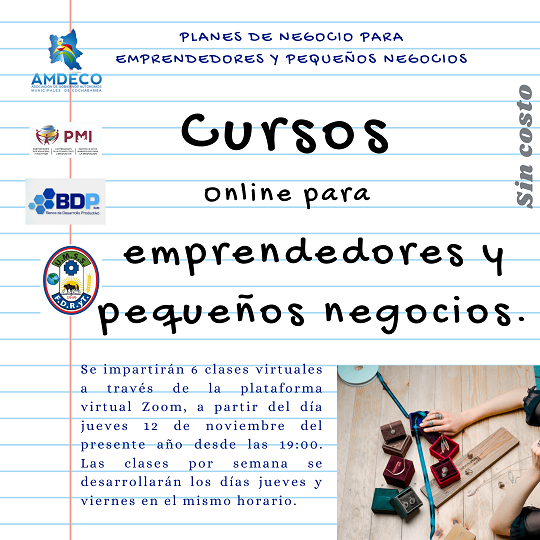 PLANES DE NEGOCIO PARA
EMPRENDEDORES Y PEQUEÑOS NEGOCIOS
AMDECO
ASOCIACIÓN DE GOBIERNOS AUTÓNOMOS
MUNICIPALES DE COCHABAMBA
Sin costo
Cursos
PMI
Online para
BDP
Banco de Desarrollo Productivo
emprendedores y
U.M.S.S.
F.D.R.yT.
pequeños negocios.
Se impartirán 6 clases virtuales
a través de la plataforma
virtual Zoom, a partir del día
jueves 12 de noviembre del
presente año desde las 19:00.
Las clases por semana se
desarrollarán los días jueves y
viernes en el mismo horario.